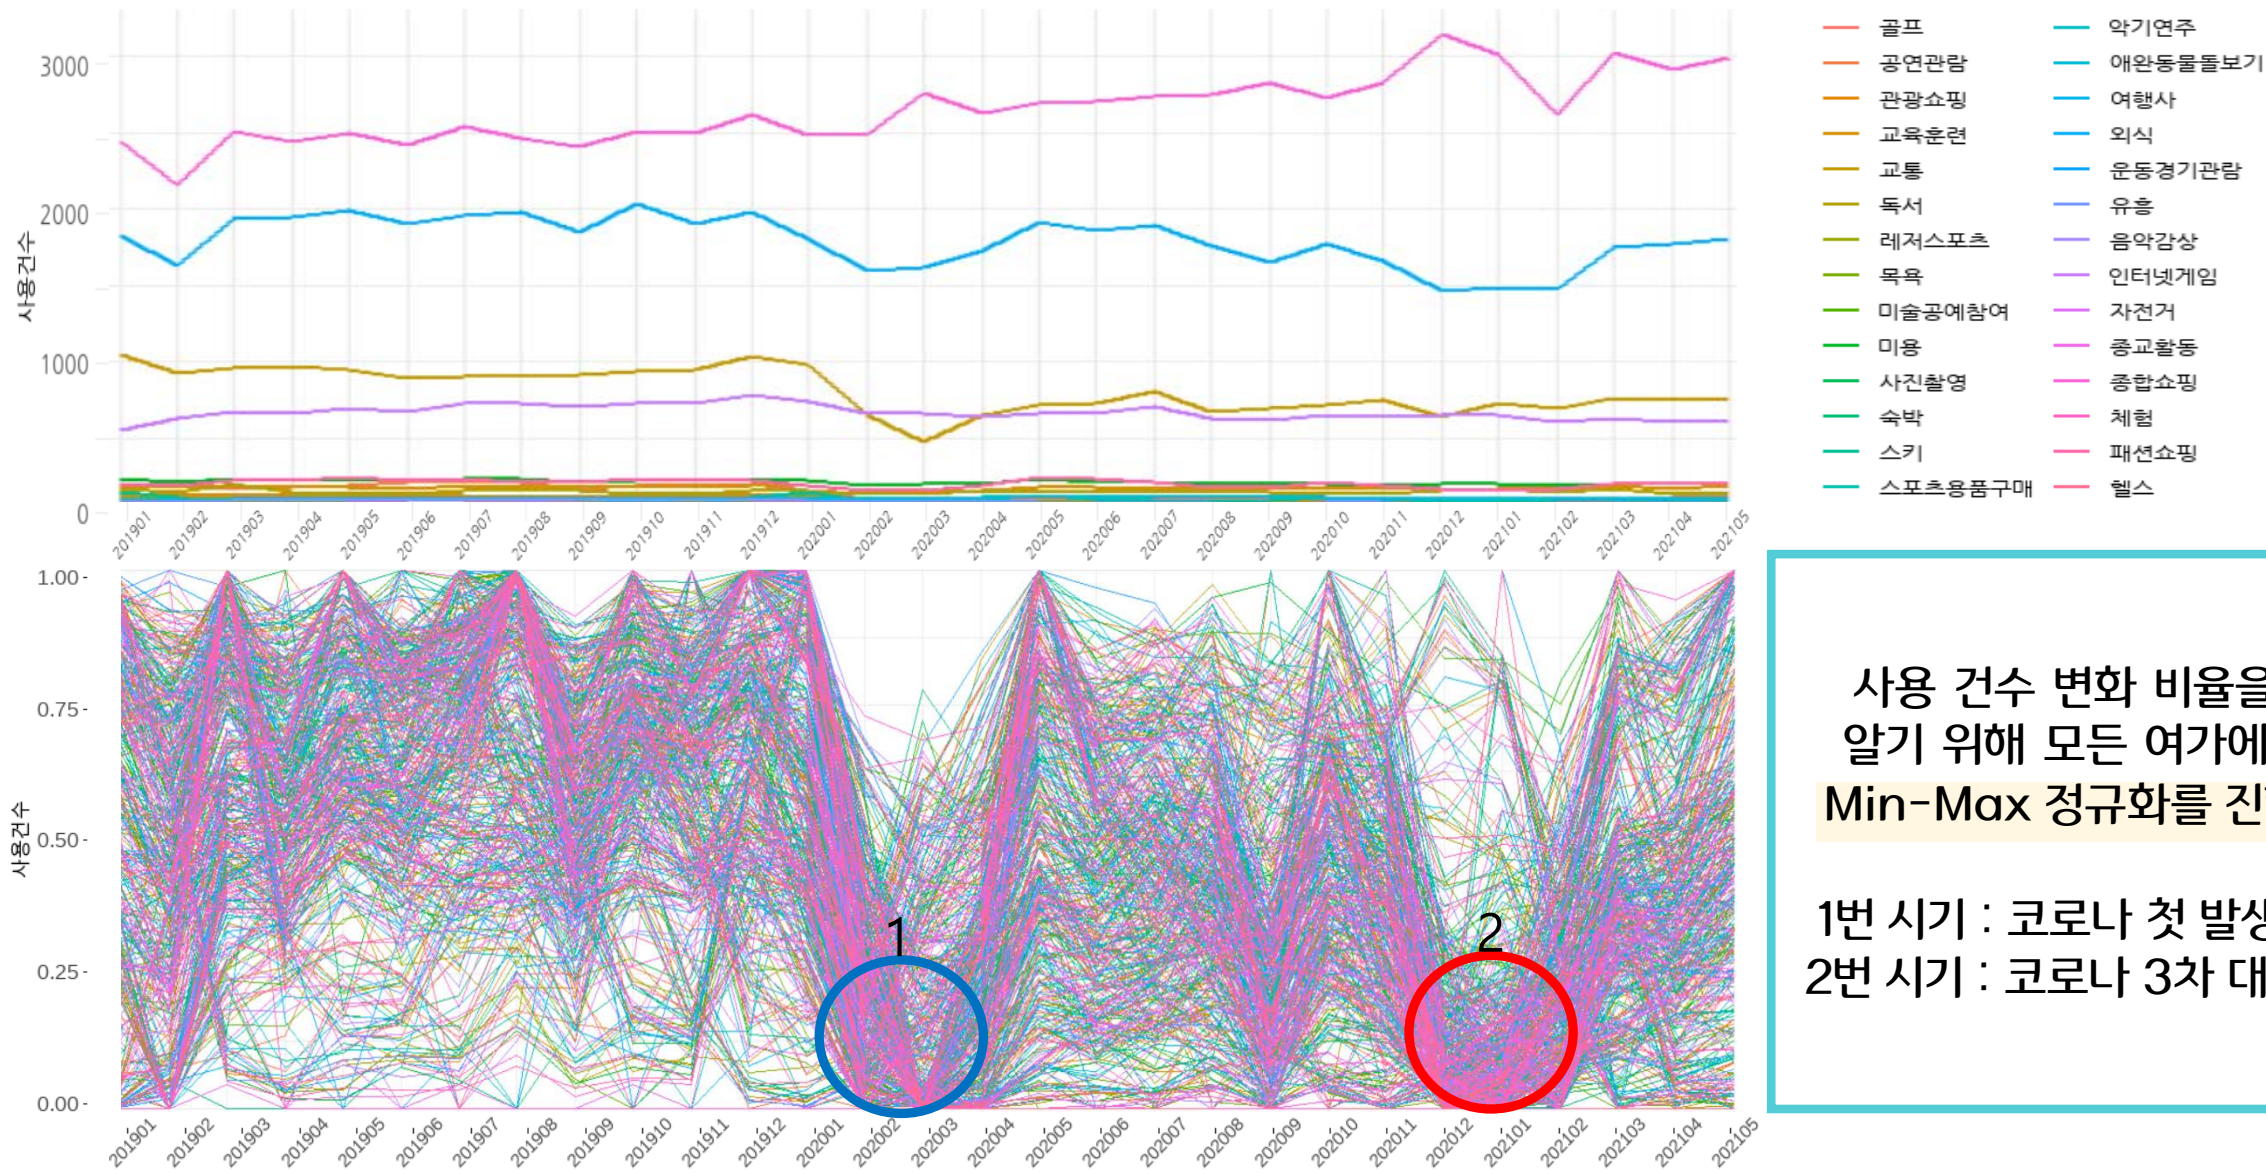 3000
2000
1000
0
사용건수
201901
201902
201903
201904
201905
201906
201907
201908
201909
201910
201911
201912
202001
202002
202003
202004
202005
202006
202007
202008
202009
202010
202011
202012
202101
202102
202103
202104
202105
골프
공연관람
관광쇼핑
교육훈련
교통
독서
레저스포츠
목욕
미술공예참여
미용
사진촬영
숙박
스키
스포츠용품구매
악기연주
애완동물돌보기
여행사
외식
운동경기관람
유흥
음악감상
인터넷게임
자전거
종교활동
종합쇼핑
체험
패션쇼핑
헬스
1.00
0.75
0.50
0.25
0.00
사용건수
1
2
201901
201902
201903
201904
201905
201906
201907
201908
201909
201910
201911
201912
202001
202002
202003
202004
202005
202006
202007
202008
202009
202010
202011
202012
202101
202102
202103
202104
202105
사용 건수 변화 비율을
알기 위해 모든 여가에
Min-Max 정규화를
1번 시기 : 코로나 첫
2번 시기 : 코로나 3차 대